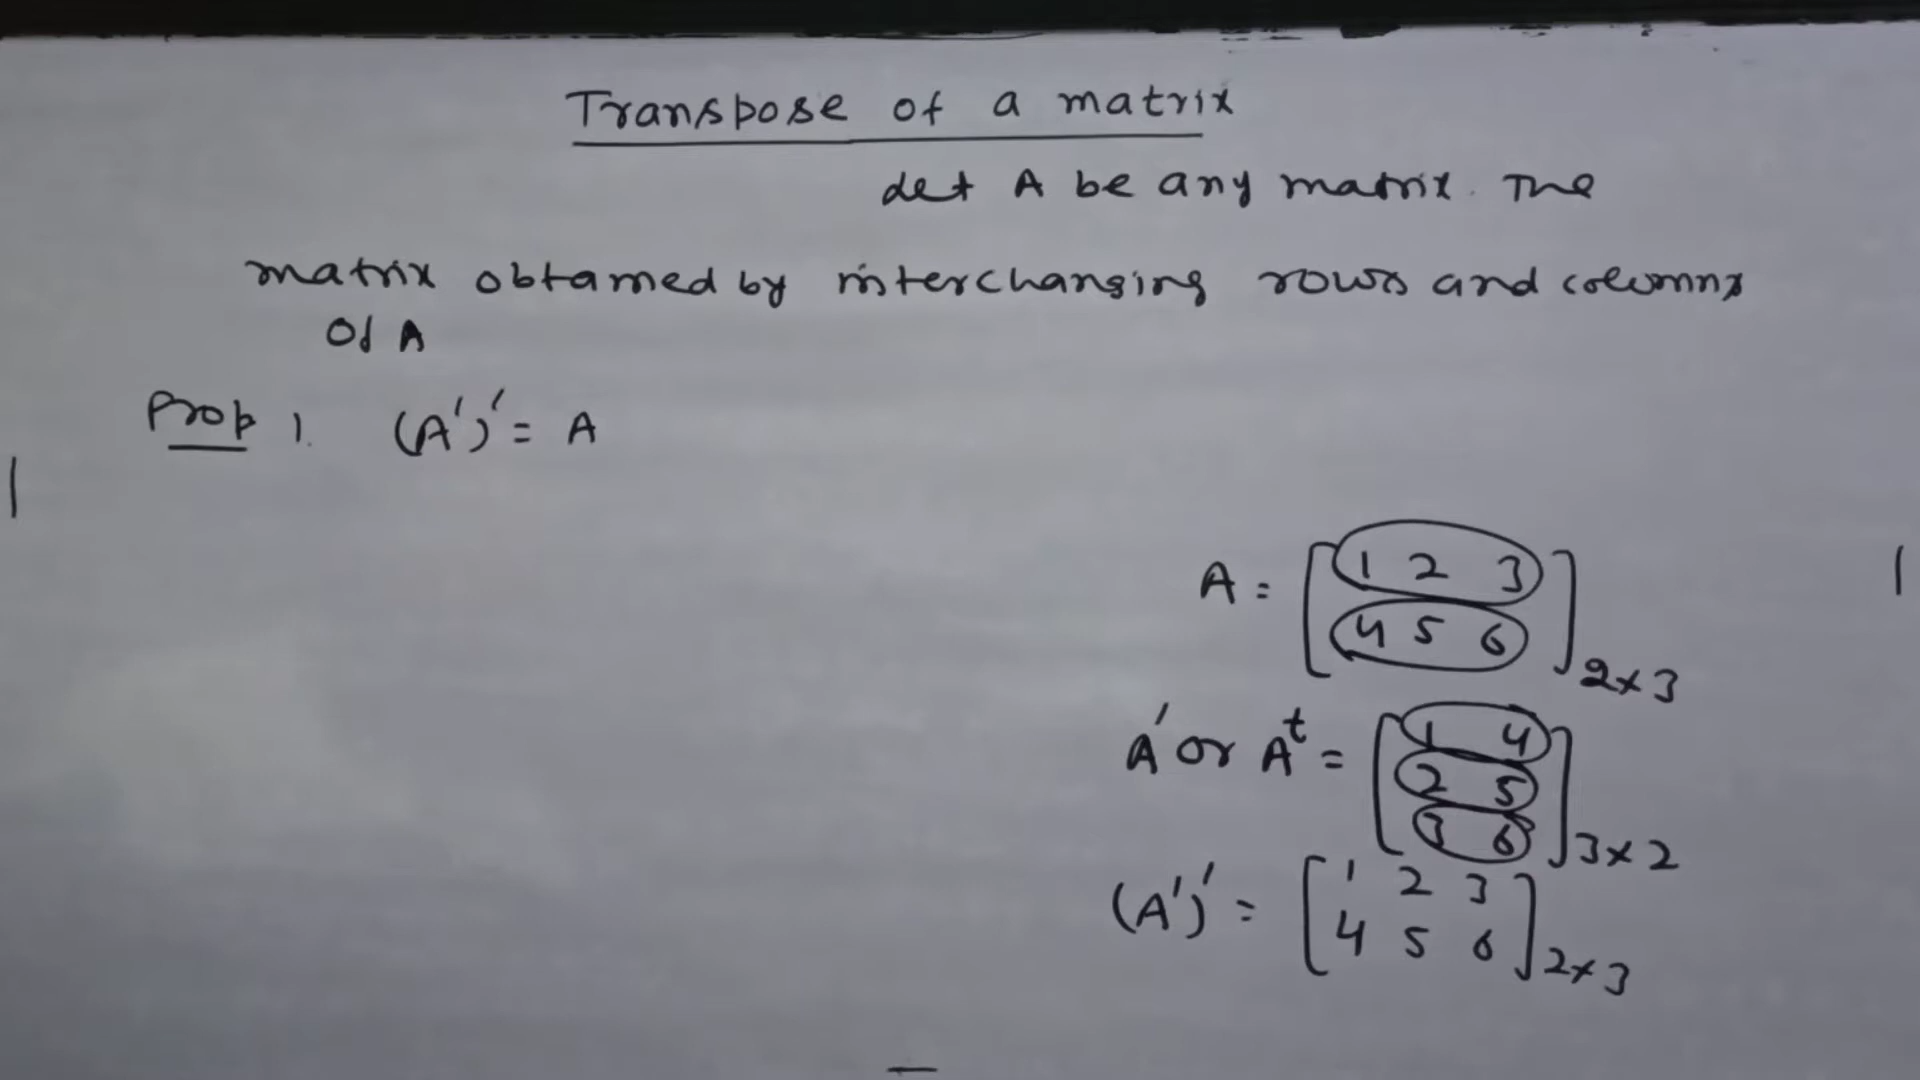 Transpose of a matrix
Let A be any matrix. The
matrix obtained by interchanging rows and columns
of A
Prop 1. (A')' = A
A = [1 2 3
4 5 6] 2×3
A' or Aᵗ = [1 4
2 5
3 6] 3×2
(A')' = [1 2 3
4 5 6] 2×3